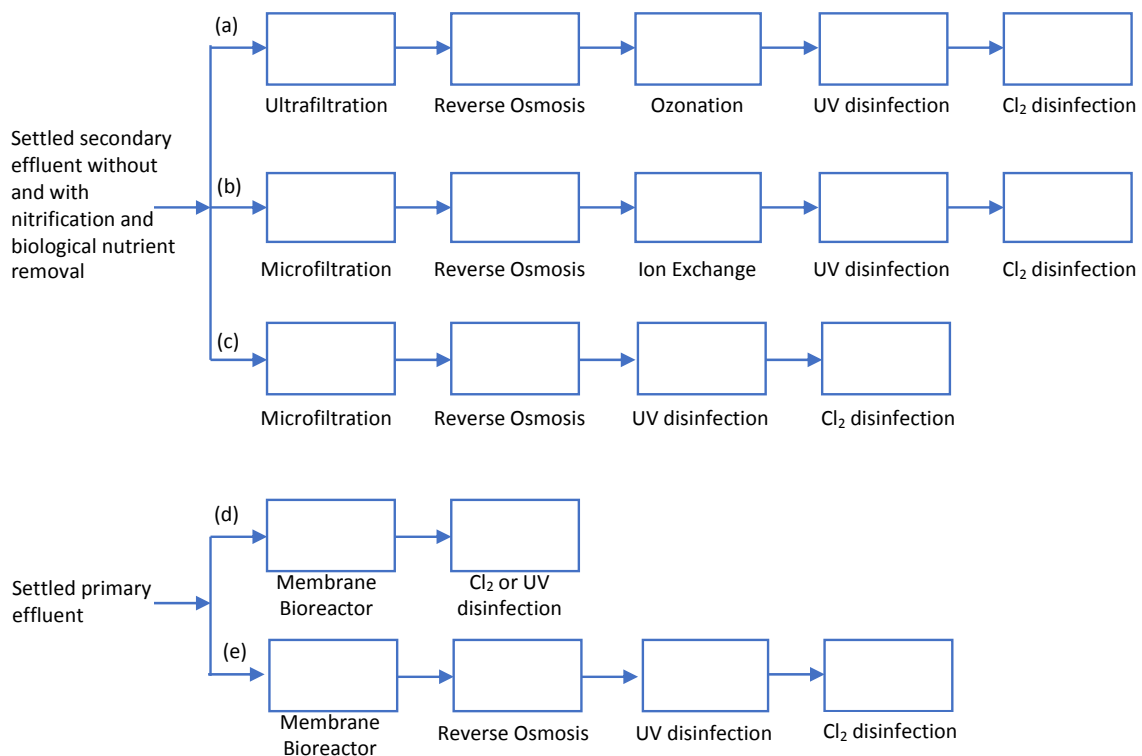 (a)
Ultrafiltration Reverse Osmosis Ozonation UV disinfection Cl₂ disinfection
Settled secondary
effluent without
and with
nitrification and
biological nutrient
removal
(b)
Microfiltration Reverse Osmosis Ion Exchange UV disinfection Cl₂ disinfection
(c)
Microfiltration Reverse Osmosis UV disinfection Cl₂ disinfection
Settled primary
effluent
(d)
Membrane
Bioreactor
Cl₂ or UV
disinfection
(e)
Membrane
Bioreactor
Reverse Osmosis UV disinfection Cl₂ disinfection